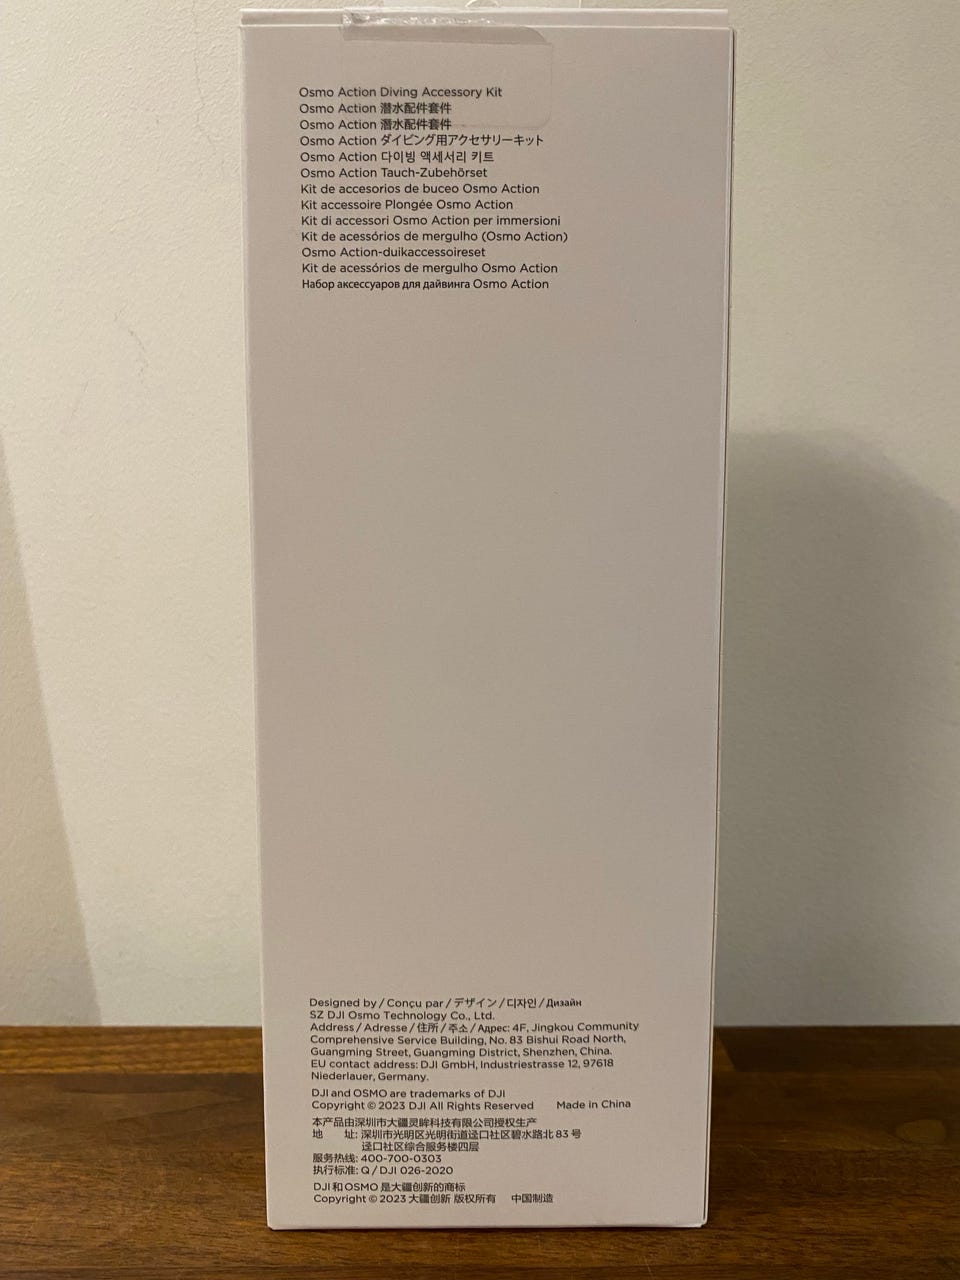 Osmo Action Diving Accessory Kit
Osmo Action 潜水配件套件
Osmo Action 潛水配件套件
Osmo Action ダイビング用アクセサリーキット
Osmo Action 다이빙 액세서리 키트
Osmo Action Tauch-Zubehörset
Kit de accesorios de buceo Osmo Action
Kit accessoire Plongée Osmo Action
Kit di accessori Osmo Action per immersioni
Kit de acessórios de mergulho (Osmo Action)
Osmo Action-duikaccessoireset
Kit de acessórios de mergulho Osmo Action
Набор аксессуаров для дайвинга Osmo Action
Designed by / Conçu par / デザイン / 디자인 / Дизайн
SZ DJI Osmo Technology Co., Ltd.
Address / Adresse / 住所 / 주소 / Адрес: 4F, Jingkou Community
Comprehensive Service Building, No. 83 Bishui Road North,
Guangming Street, Guangming District, Shenzhen, China.
EU contact address: DJI GmbH, Industriestrasse 12, 97618
Niederlauer, Germany.
DJI and OSMO are trademarks of DJI
Copyright © 2023 DJI All Rights Reserved Made in China
本产品由深圳市大疆灵眸科技有限公司授权生产
地 址: 深圳市光明区光明街道迳口社区碧水路北 83 号
迳口社区综合服务楼四层
服务热线: 400-700-0303
执行标准: Q / DJI 026-2020
DJI 和 OSMO 是大疆创新的商标
Copyright © 2023 大疆创新 版权所有 中国制造